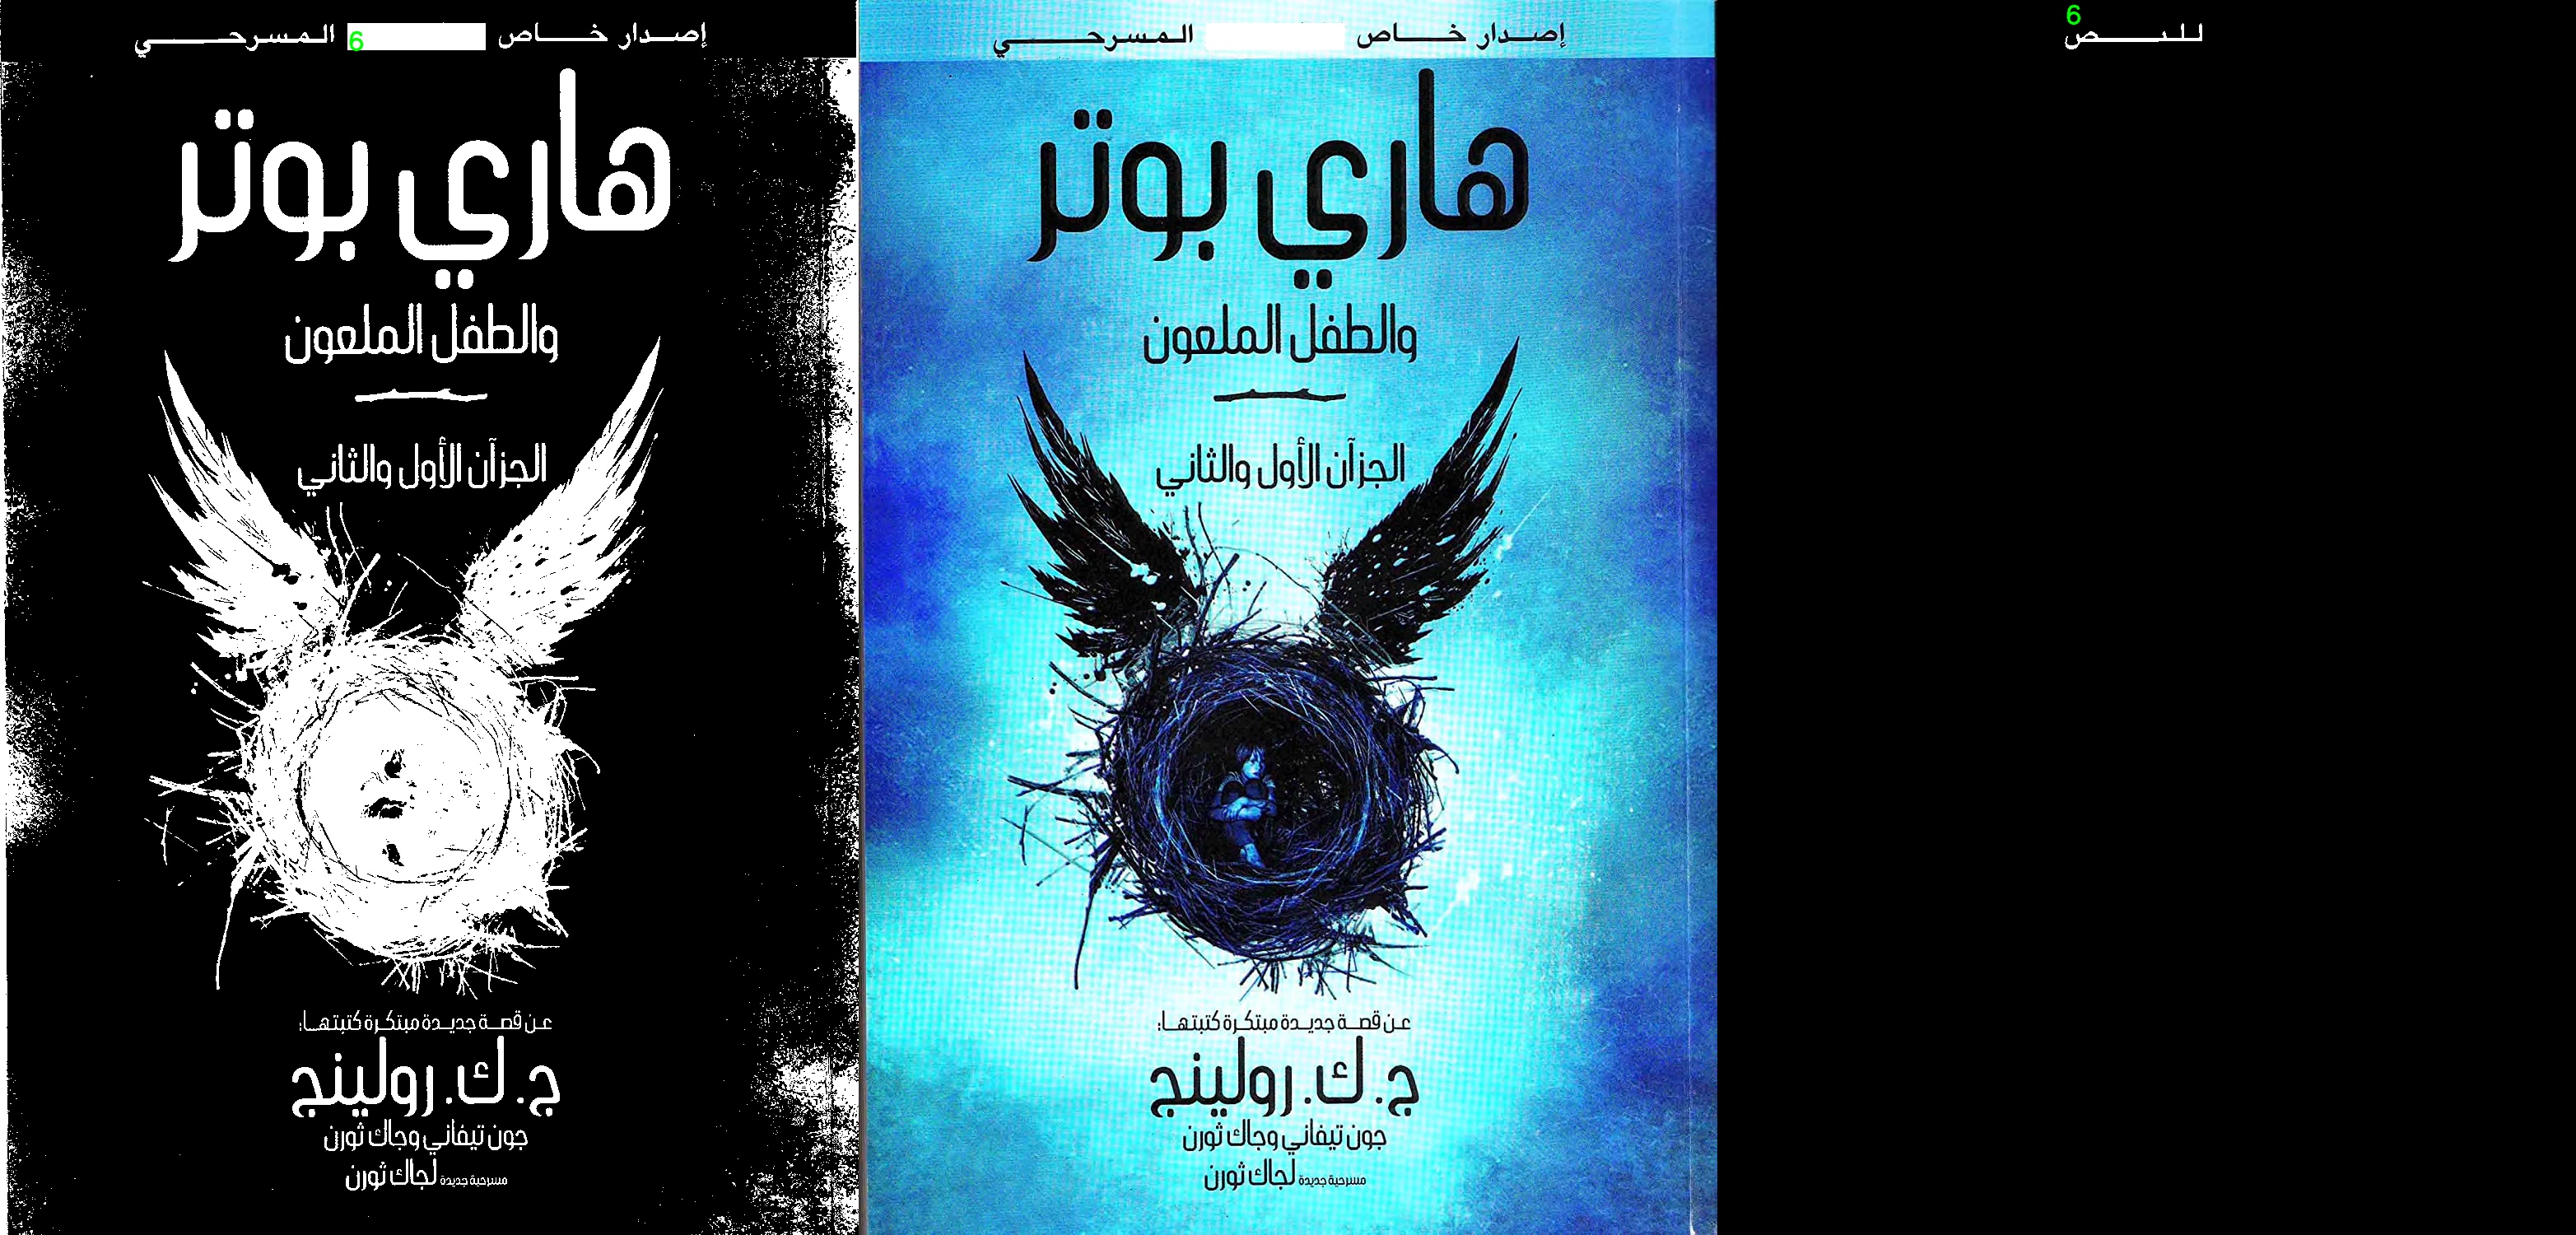 إصدار خاص 6 المسرحي
هاري بوتر
والطفل الملعون
الجزآن الأول والثاني
عن قصة جديدة مبتكرة كتبتها:
ج. ك. رولينج
جون تيفاني وجاك ثورن
مسرحية جديدة لجاك ثورن
إصدار خاص المسرحي
هاري بوتر
والطفل الملعون
الجزآن الأول والثاني
عن قصة جديدة مبتكرة كتبتها:
ج. ك. رولينج
جون تيفاني وجاك ثورن
مسرحية جديدة لجاك ثورن
6
للنص